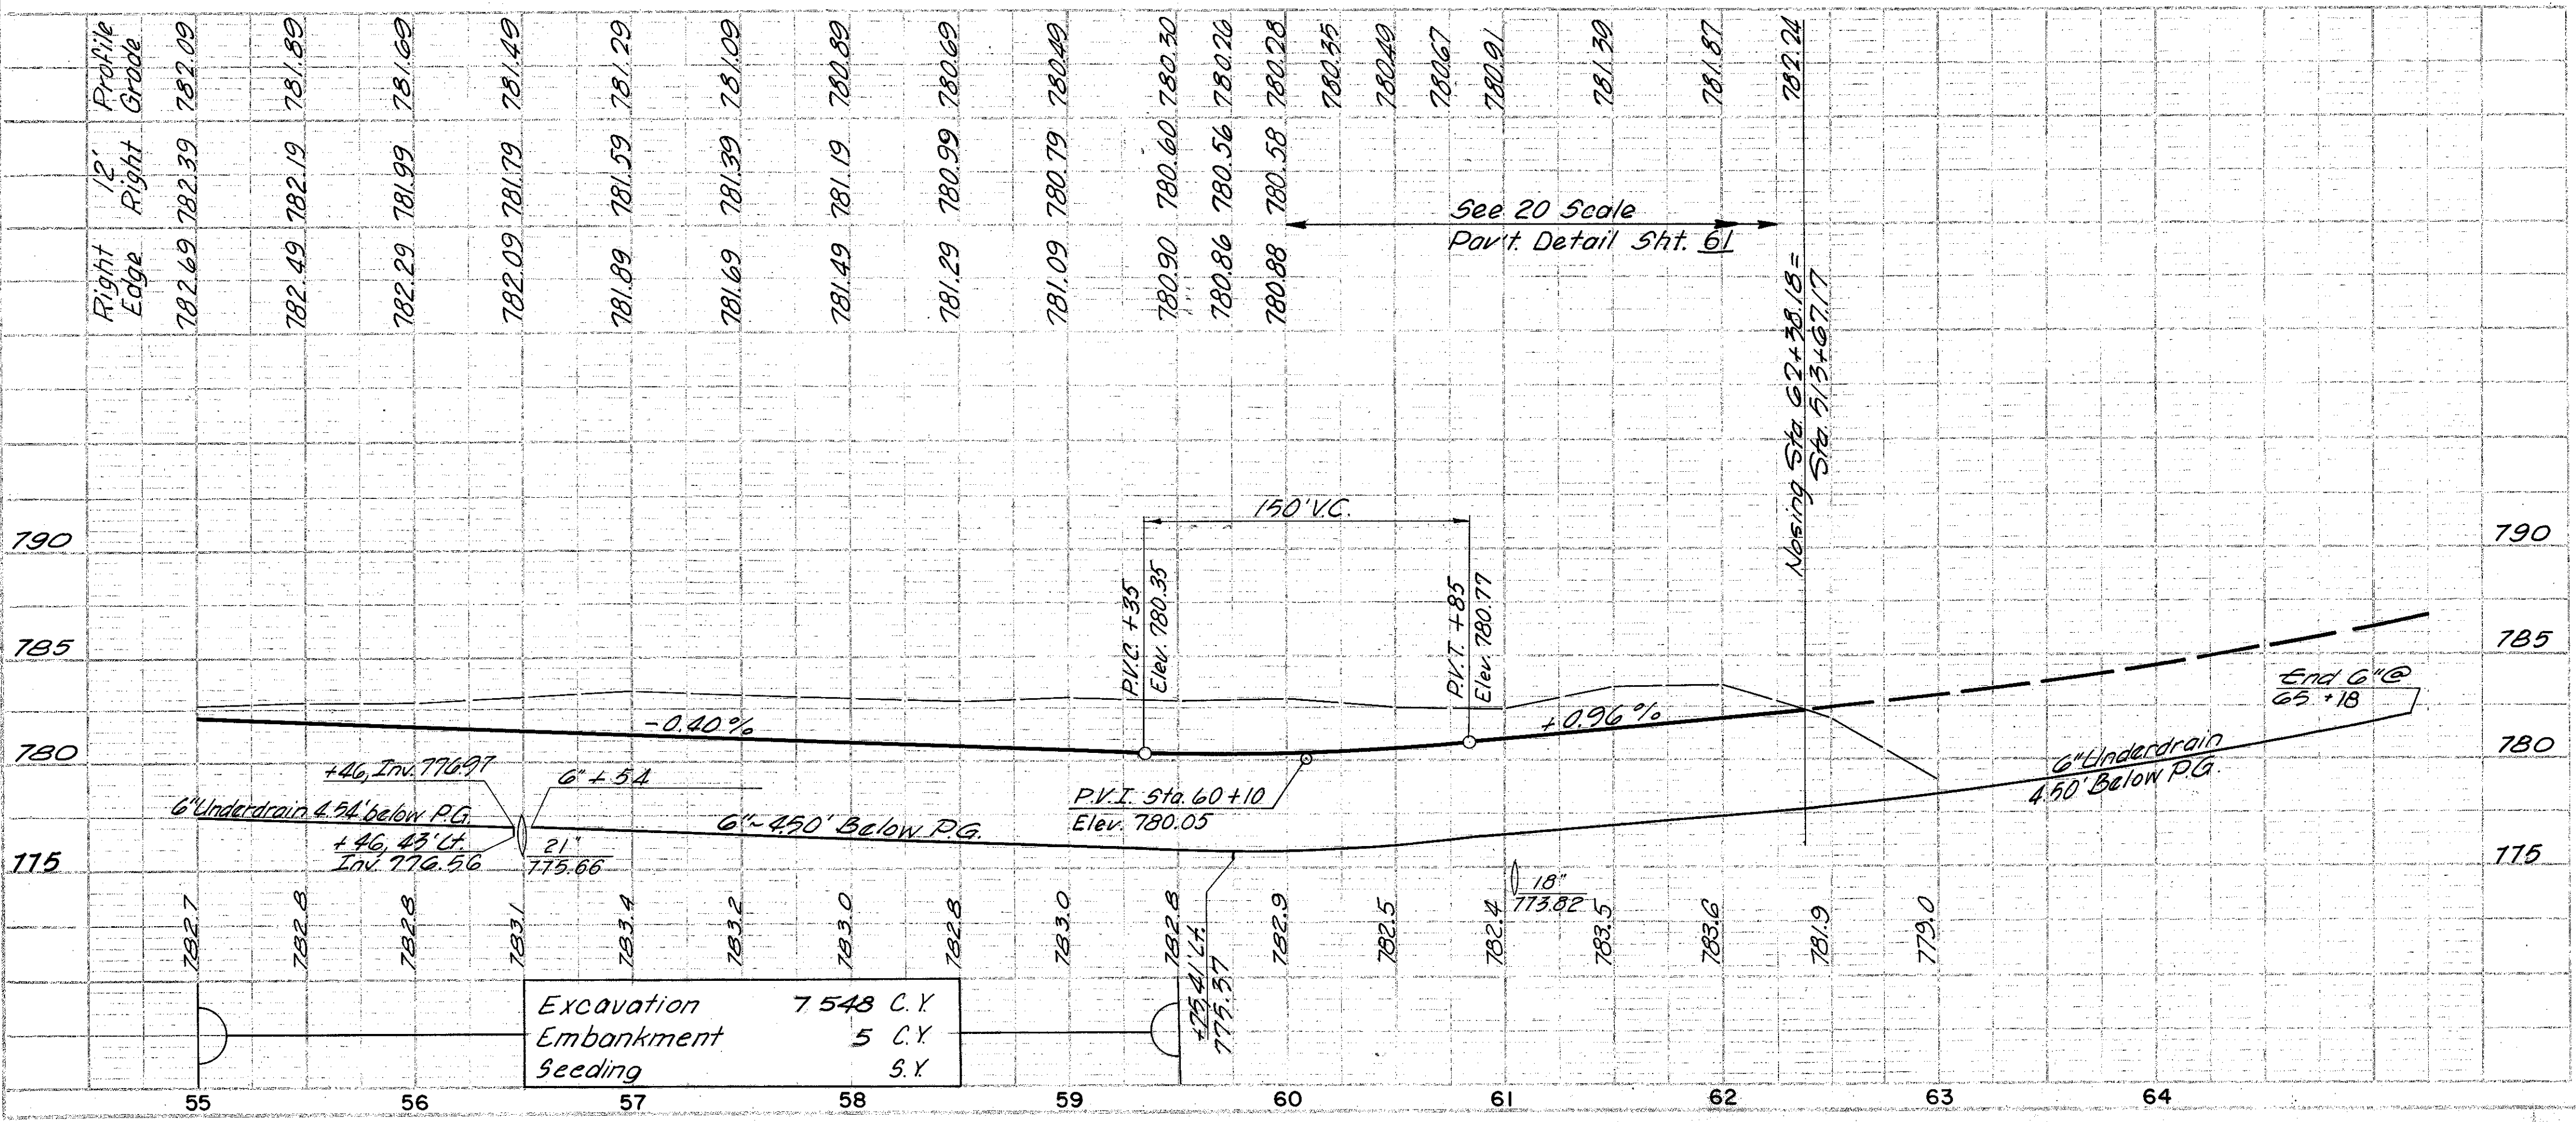 Profile Grade 782.09 781.89 781.69 781.49 781.29 781.09 780.89 780.69 780.49 780.30 780.26 780.28 780.35 780.49 780.67 780.91 781.39 781.87 782.24
12' Right 782.39 782.19 781.99 781.79 781.59 781.39 781.19 780.99 780.79 780.60 780.56 780.58
Right Edge 782.69 782.49 782.29 782.09 781.89 781.69 781.49 781.29 781.09 780.90 780.86 780.88
See 20 Scale
Pav't. Detail Sht. 61
Nosing Sta. 62+38.18 =
Sta. 513+67.17
150' V.C.
790 790
P.V.C. +35
Elev. 780.35
P.V.T. +85
Elev. 780.77
785 785
End 6" @
65 +18
-0.40 %
+0.96 %
780 780
+46, Inv. 776.97
6" + 54
6" Underdrain 4.54' below P.G.
6" ~ 4.50' Below P.G.
+46, 43' Lt.
Inv. 776.56
21"
775.66
P.V.I. Sta. 60+10
Elev. 780.05
6" Underdrain
4.50' Below P.G.
775 775
18"
773.82
782.7 782.8 782.8 783.1 783.4 783.2 783.0 782.8 783.0 782.8 782.9 782.5 782.4 783.5 783.6 781.9 779.0
+75, 41' Lt.
775.37
Excavation 7 548 C.Y.
Embankment 5 C.Y.
Seeding S.Y.
55 56 57 58 59 60 61 62 63 64